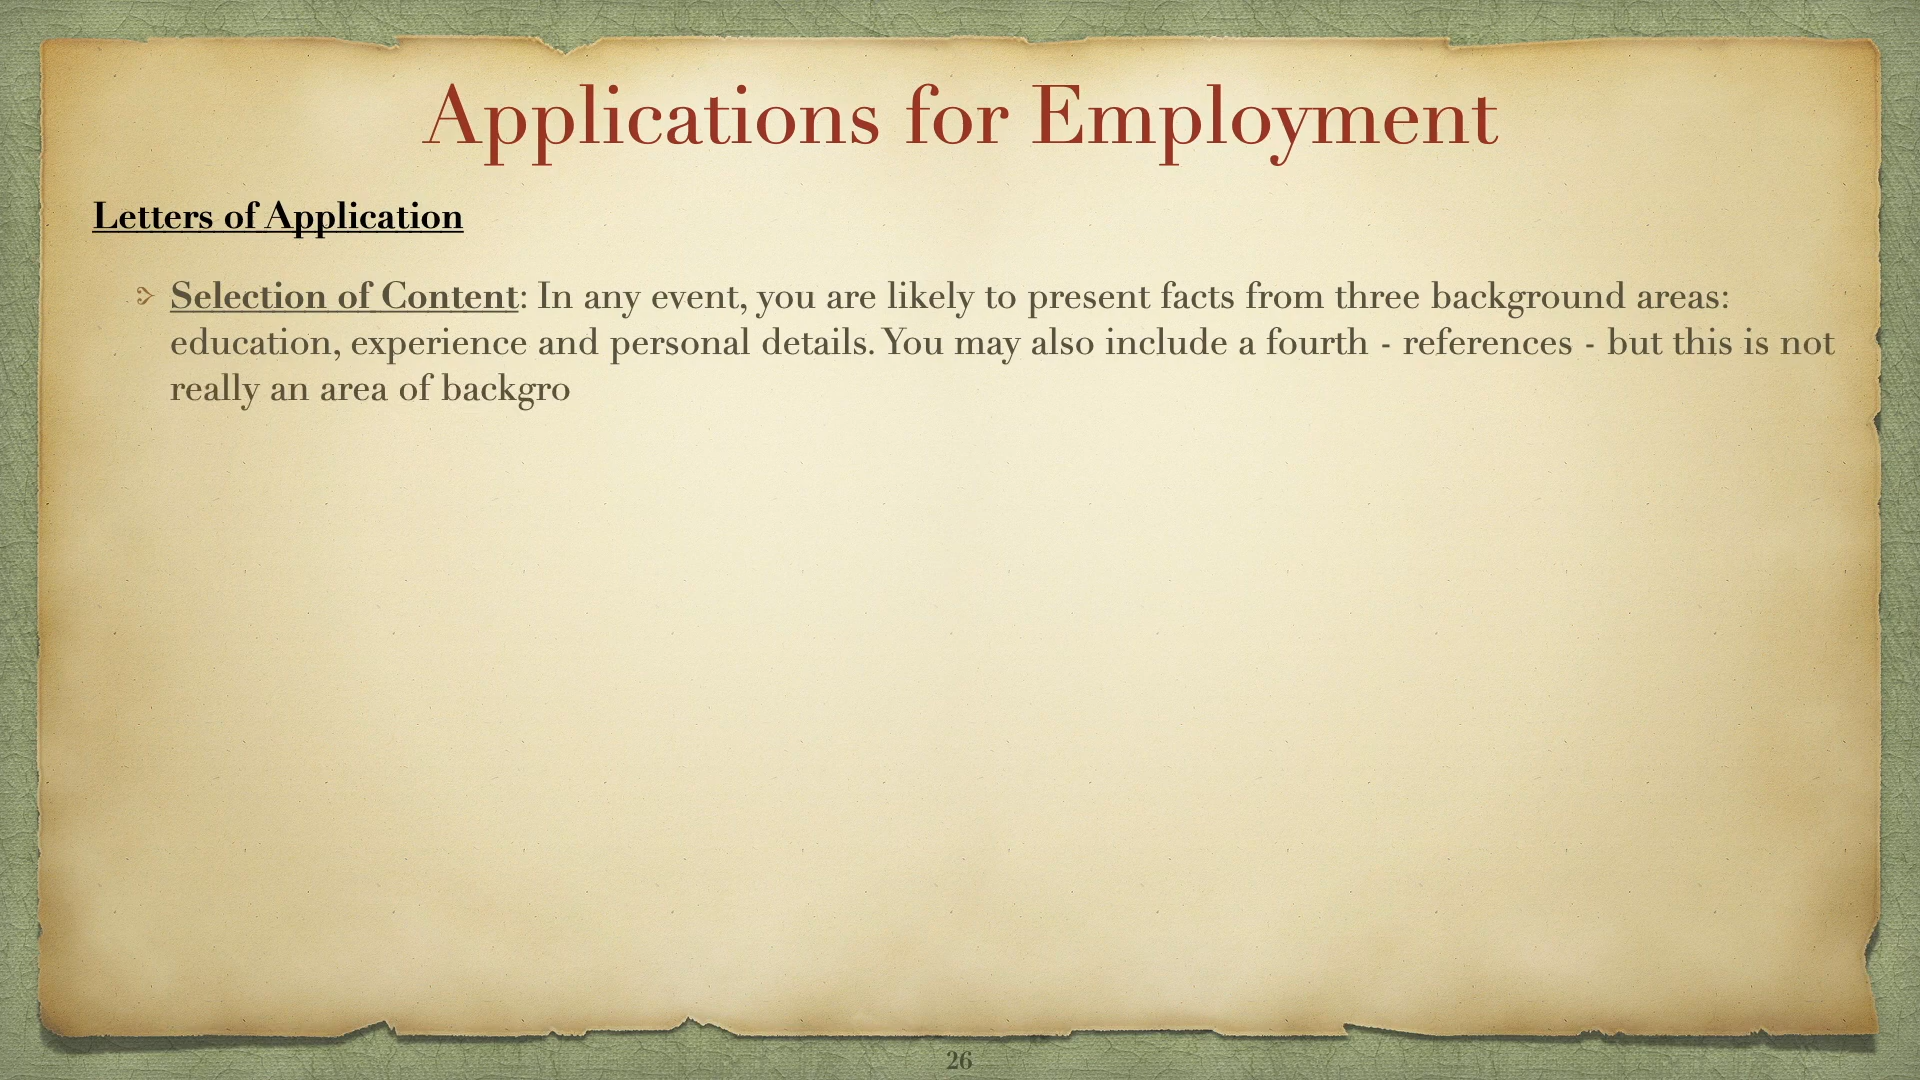 Applications for Employment
Letters of Application
Selection of Content: In any event, you are likely to present facts from three background areas:
education, experience and personal details. You may also include a fourth - references - but this is not
really an area of backgro
26